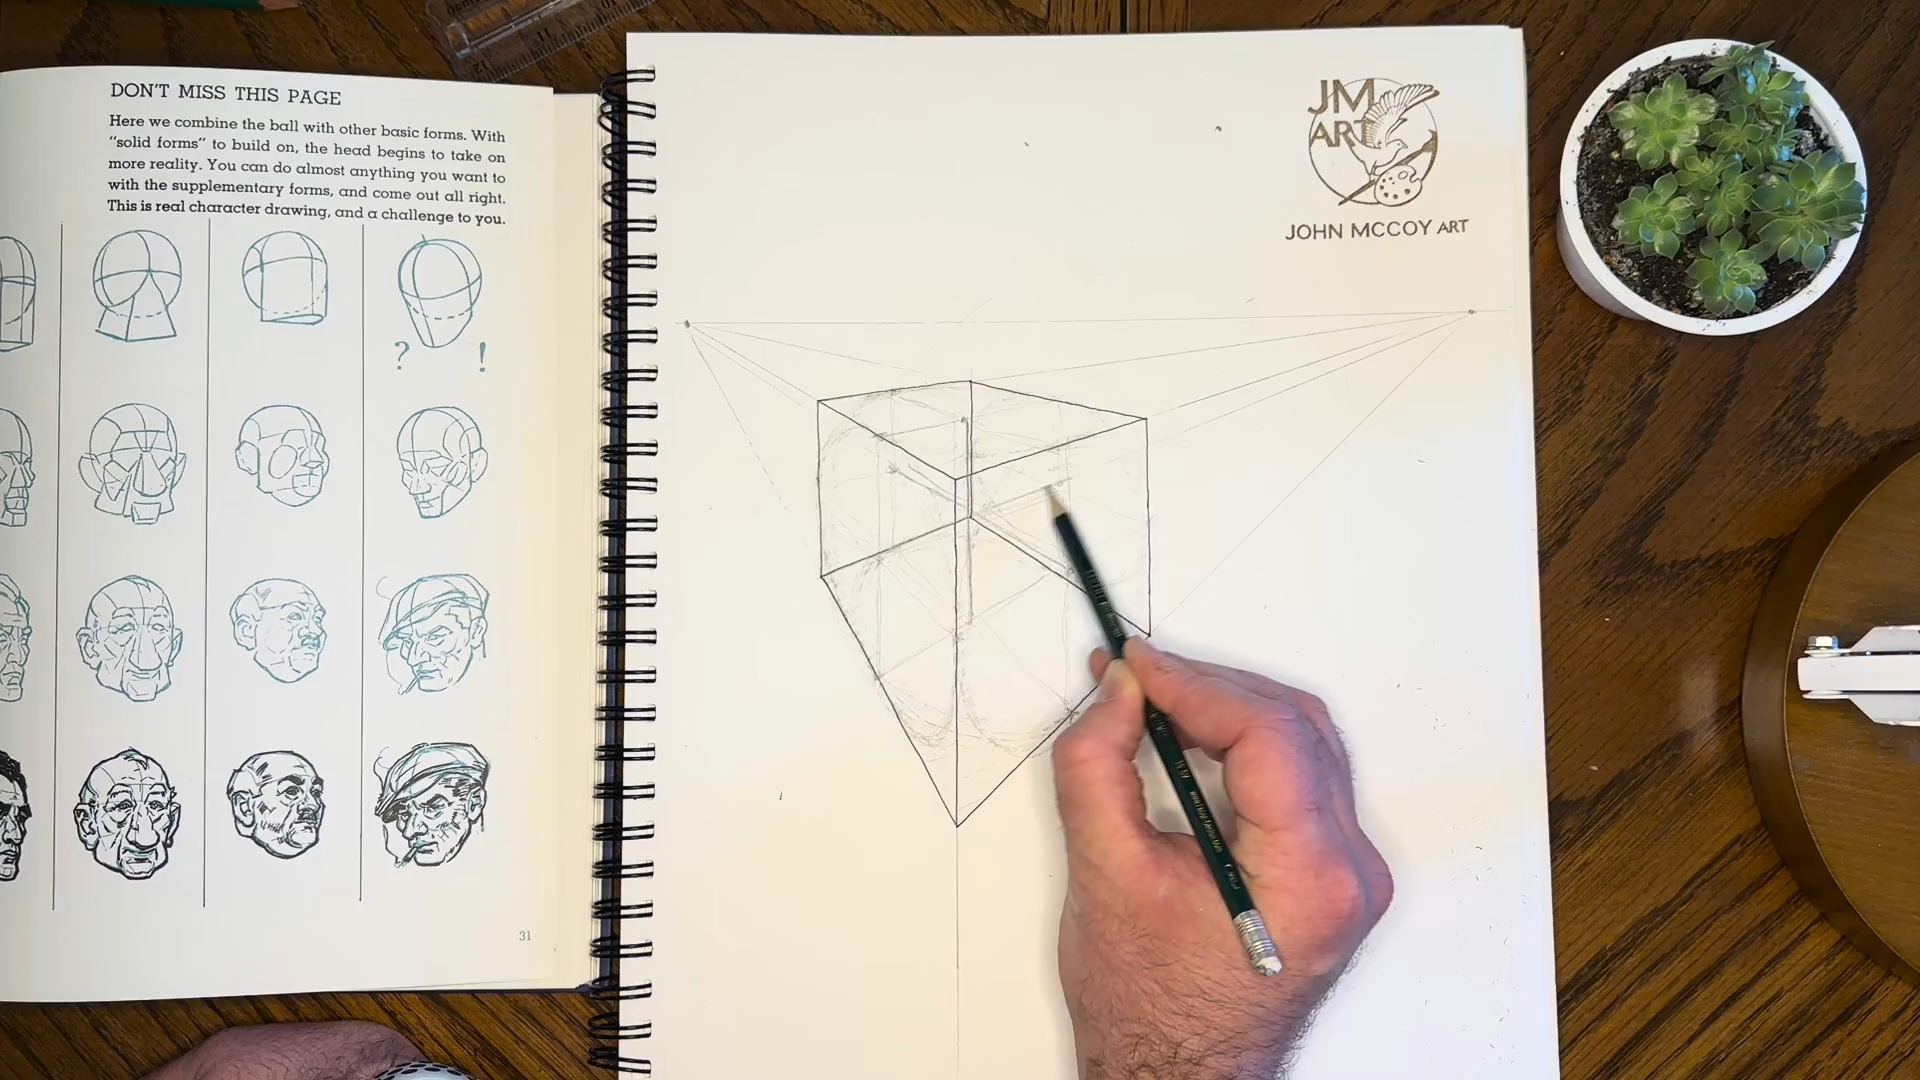 DON'T MISS THIS PAGE
Here we combine the ball with other basic forms. With
"solid forms" to build on, the head begins to take on
more reality. You can do almost anything you want to
with the supplementary forms, and come out all right.
This is real character drawing, and a challenge to you.
? !
31
JM
ART
JOHN MCCOY ART
11
12
10